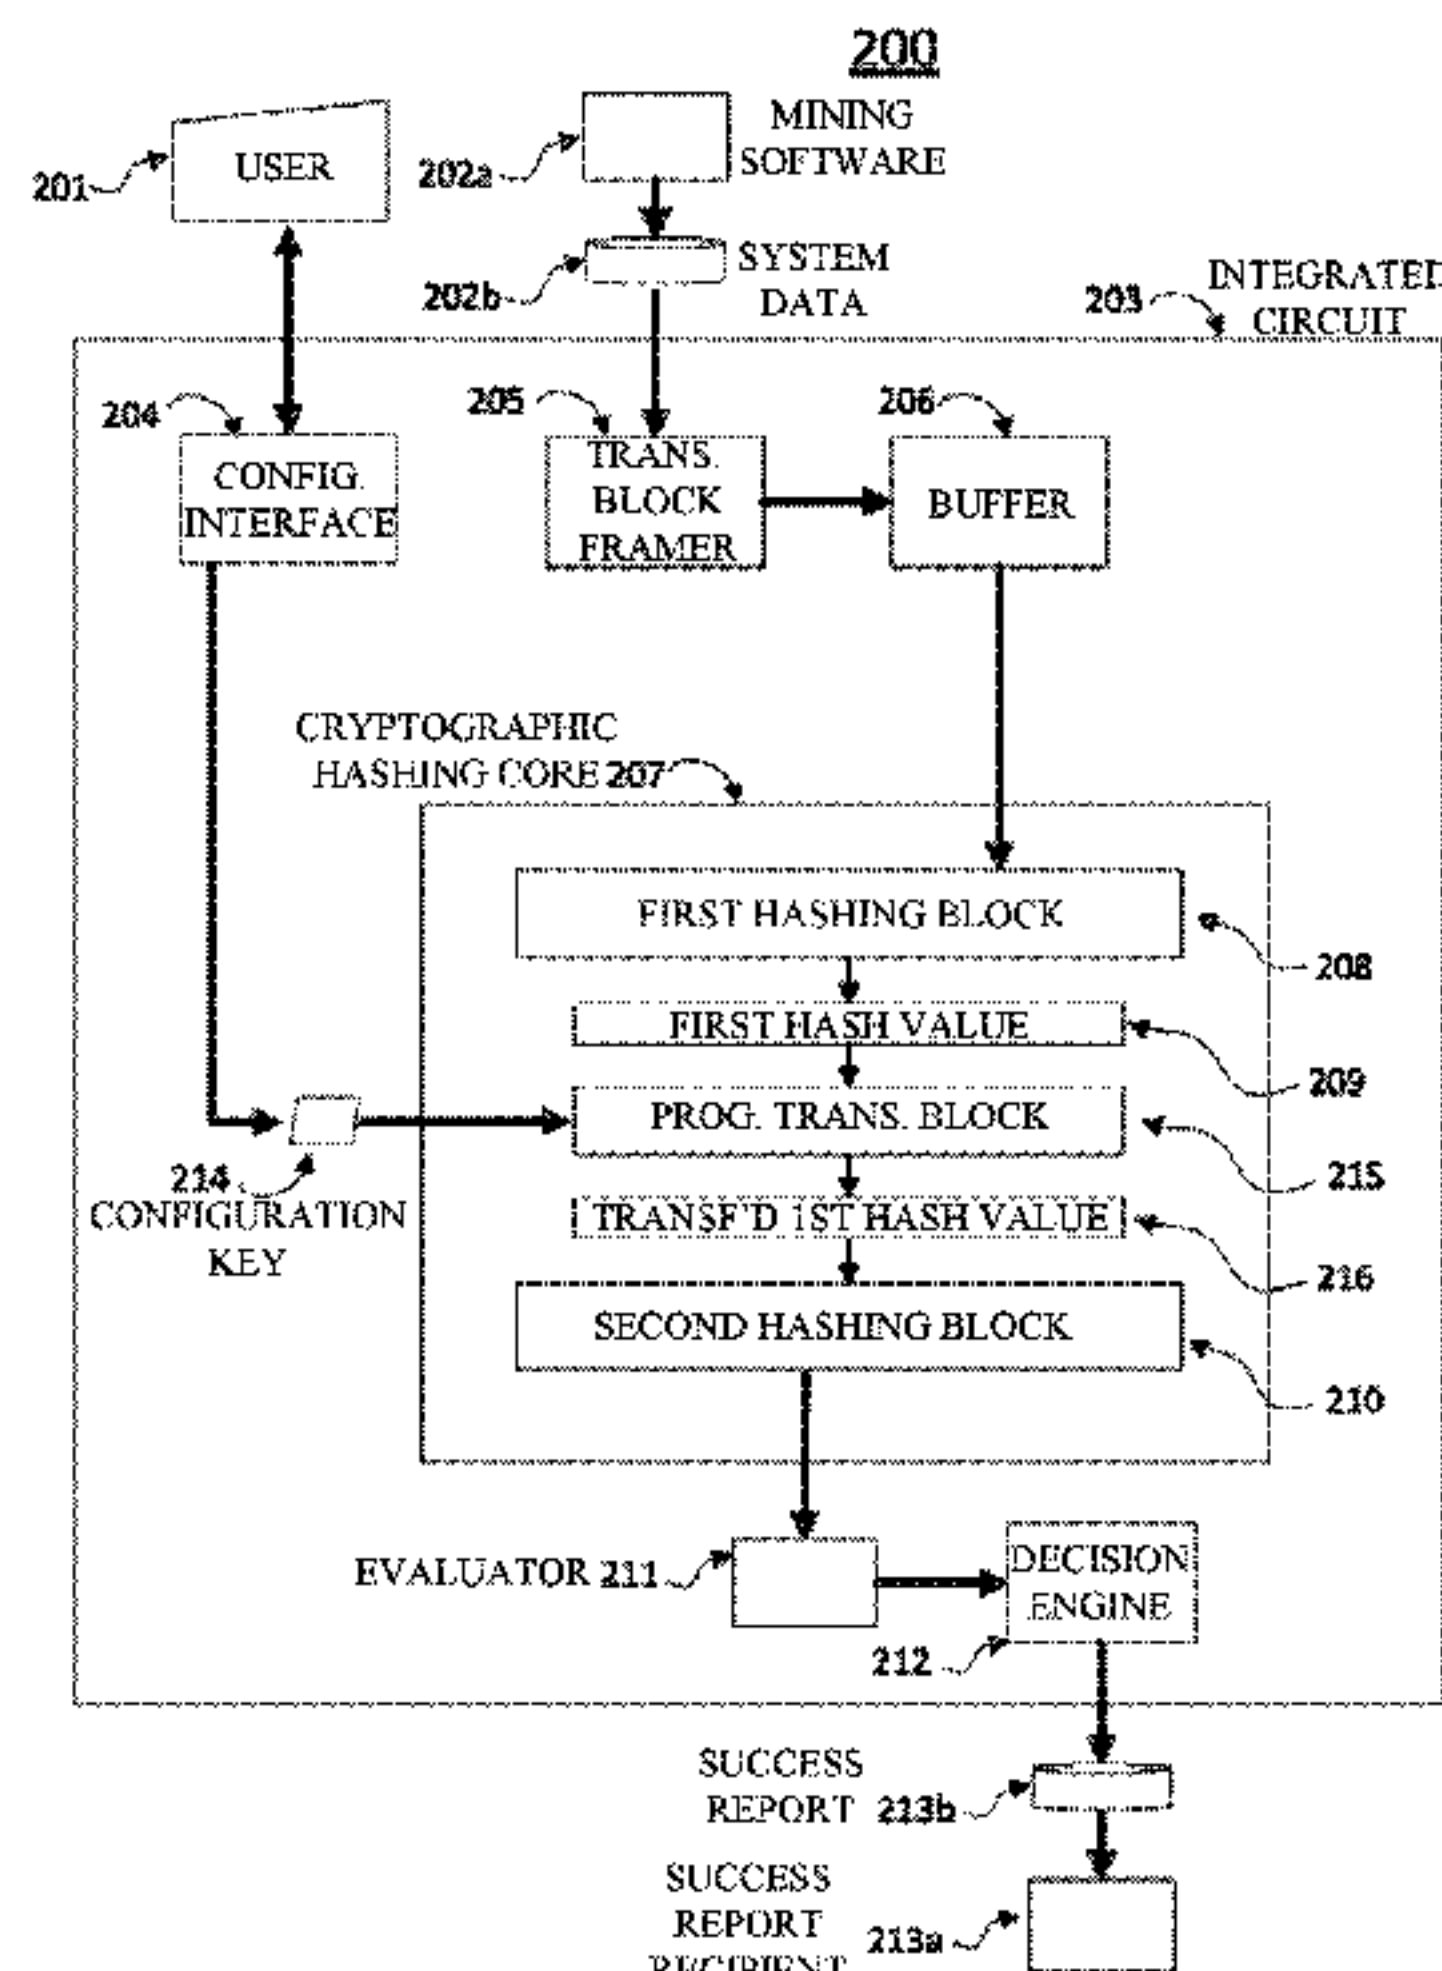 200
MINING
SOFTWARE
202a
USER
201
SYSTEM
DATA
202b
INTEGRATED
CIRCUIT
203
204
205
206
CONFIG.
INTERFACE
TRANS.
BLOCK
FRAMER
BUFFER
CRYPTOGRAPHIC
HASHING CORE 207
FIRST HASHING BLOCK
208
FIRST HASH VALUE
209
PROG. TRANS. BLOCK
215
214
CONFIGURATION
KEY
TRANSF'D 1ST HASH VALUE
216
SECOND HASHING BLOCK
210
EVALUATOR 211
DECISION
ENGINE
212
SUCCESS
REPORT 213b
SUCCESS
REPORT
RECIPIENT
213a